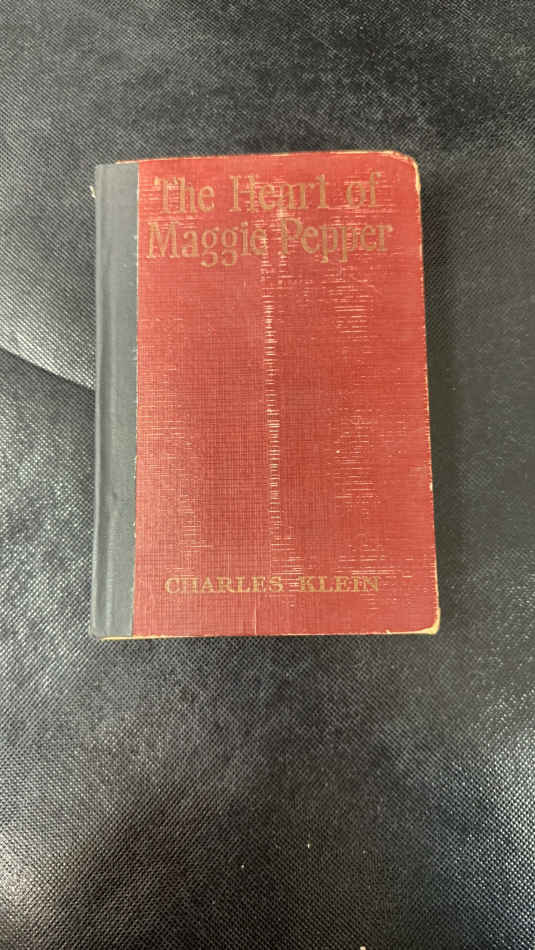 The Heart of
Maggie Pepper
CHARLES KLEIN